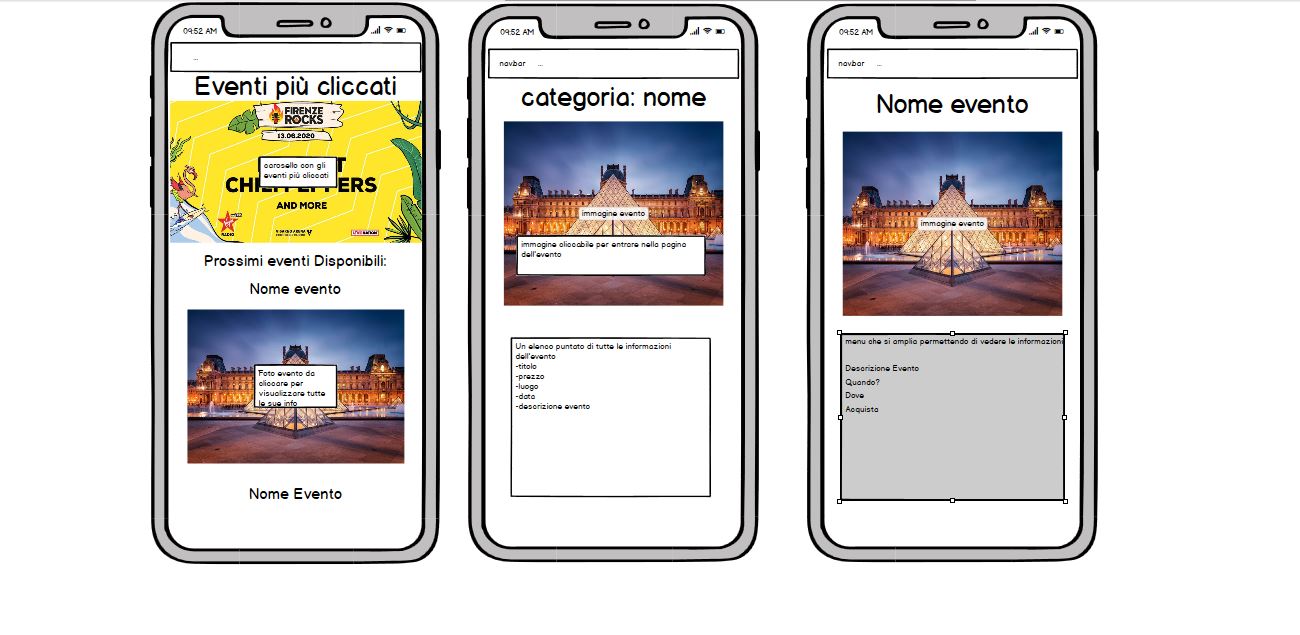 09:52 AM
...
Eventi più cliccati
FIRENZE
ROCKS
13.06.2020
carosello con gli
eventi più cliccati
AND MORE
RADIO
LIVE NATION
Prossimi eventi Disponibili:
Nome evento
Foto evento da
cliccare per
visualizzare tutte
le sue info
Nome Evento
09:52 AM
navbar ...
categoria: nome
immagine evento
immagine cliccabile per entrare nella pagina
dell'evento
Un elenco puntato di tutte le informazioni
dell'evento
-titolo
-prezzo
-luogo
-data
-descrizione evento
09:52 AM
navbar ...
Nome evento
immagine evento
menu che si amplia permettendo di vedere le informazioni
Descrizione Evento
Quando?
Dove
Acquista